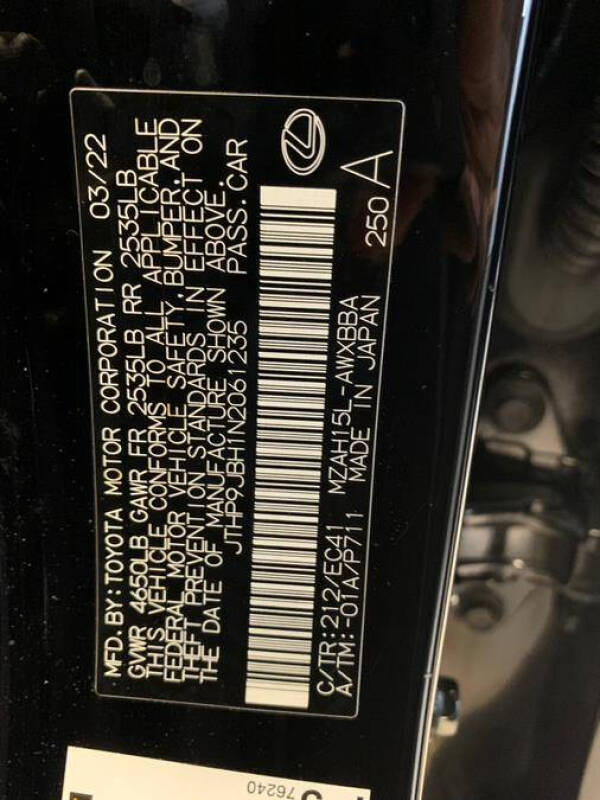 MFD.BY:TOYOTA MOTOR CORPORATION 03/22
GVWR 4650LB GAWR FR 2535LB RR 2535LB
THIS VEHICLE CONFORMS TO ALL APPLICABLE
FEDERAL MOTOR VEHICLE SAFETY,BUMPER,AND
THEFT PREVENTION STANDARDS IN EFFECT ON
THE DATE OF MANUFACTURE SHOWN ABOVE.
JTHP9JBH1N2061235 PASS.CAR
C/TR:212/EC41 MZAH15L-AWXBBA 250 A
A/TM:-01A/P711 MADE IN JAPAN
76240